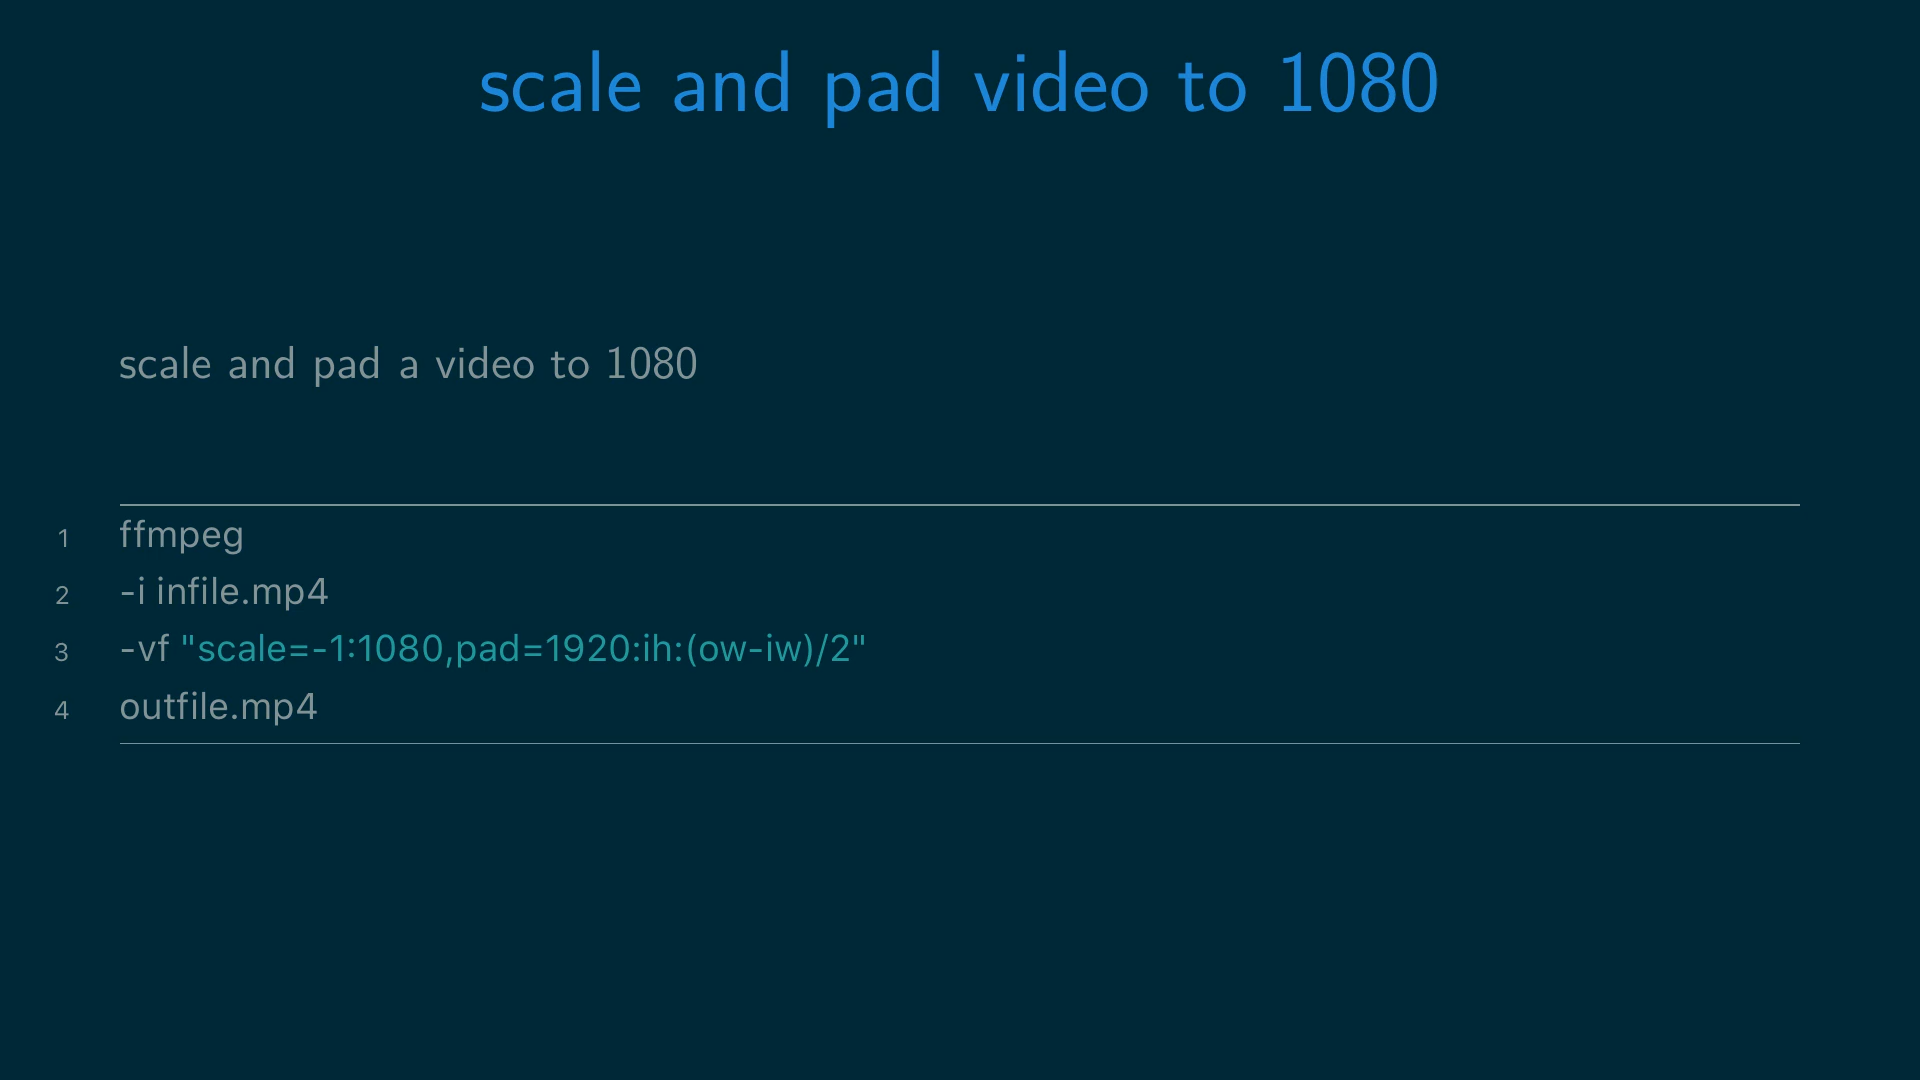 scale and pad video to 1080
scale and pad a video to 1080
1 ffmpeg
2 -i infile.mp4
3 -vf "scale=-1:1080,pad=1920:ih:(ow-iw)/2"
4 outfile.mp4